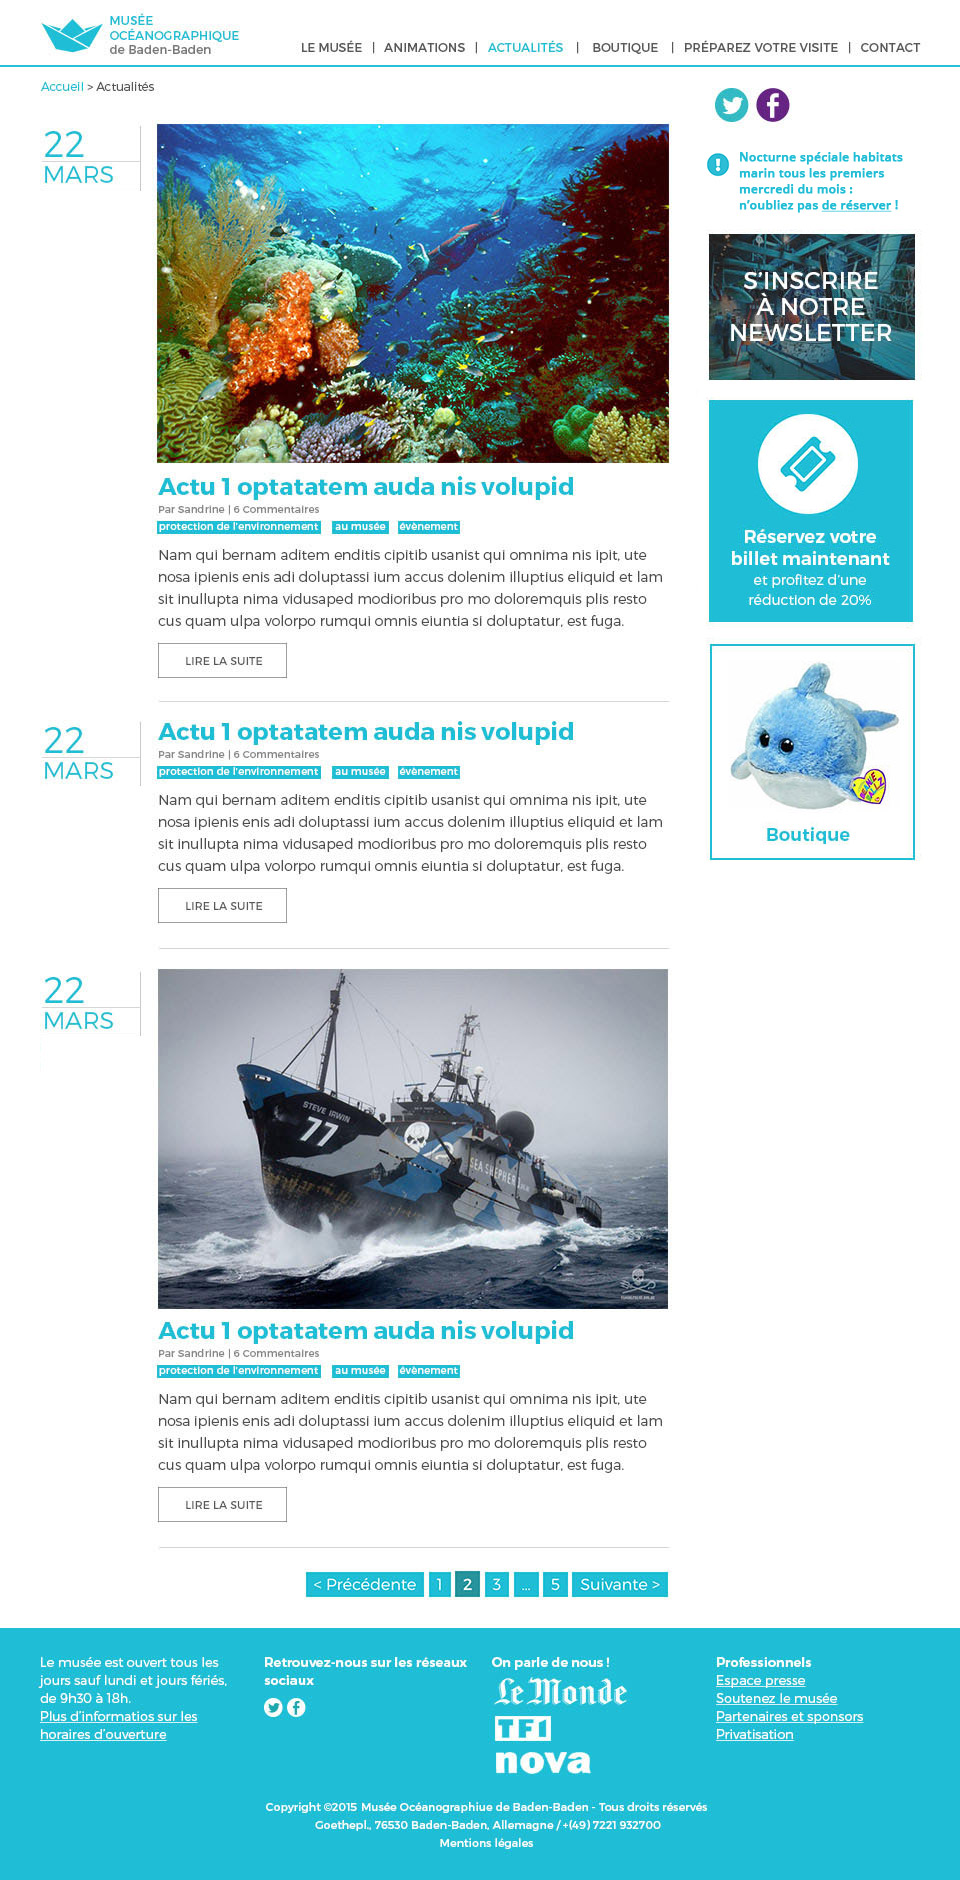 MUSÉE
OCÉANOGRAPHIQUE
de Baden-Baden
LE MUSÉE | ANIMATIONS | ACTUALITÉS | BOUTIQUE | PRÉPAREZ VOTRE VISITE | CONTACT
Accueil > Actualités
22
MARS
Actu 1 optatatem auda nis volupid
Par Sandrine | 6 Commentaires
protection de l'environnement au musée évènement
Nam qui bernam aditem enditis cipitib usanist qui omnima nis ipit, ute
nosa ipienis enis adi doluptassi ium accus dolenim illuptius eliquid et lam
sit inullupta nima vidusaped modioribus pro mo doloremquis plis resto
cus quam ulpa volorpo rumqui omnis eiuntia si doluptatur, est fuga.
LIRE LA SUITE
22
MARS
Actu 1 optatatem auda nis volupid
Par Sandrine | 6 Commentaires
protection de l'environnement au musée évènement
Nam qui bernam aditem enditis cipitib usanist qui omnima nis ipit, ute
nosa ipienis enis adi doluptassi ium accus dolenim illuptius eliquid et lam
sit inullupta nima vidusaped modioribus pro mo doloremquis plis resto
cus quam ulpa volorpo rumqui omnis eiuntia si doluptatur, est fuga.
LIRE LA SUITE
22
MARS
STEVE IRWIN
77
SEA SHEPHERD
Actu 1 optatatem auda nis volupid
Par Sandrine | 6 Commentaires
protection de l'environnement au musée évènement
Nam qui bernam aditem enditis cipitib usanist qui omnima nis ipit, ute
nosa ipienis enis adi doluptassi ium accus dolenim illuptius eliquid et lam
sit inullupta nima vidusaped modioribus pro mo doloremquis plis resto
cus quam ulpa volorpo rumqui omnis eiuntia si doluptatur, est fuga.
LIRE LA SUITE
< Précédente 1 2 3 ... 5 Suivante >
Nocturne spéciale habitats
marin tous les premiers
mercredi du mois :
n'oubliez pas de réserver !
S'INSCRIRE
À NOTRE
NEWSLETTER
Réservez votre
billet maintenant
et profitez d'une
réduction de 20%
Boutique
Le musée est ouvert tous les
jours sauf lundi et jours fériés,
de 9h30 à 18h.
Plus d'informatios sur les
horaires d'ouverture
Retrouvez-nous sur les réseaux
sociaux
On parle de nous !
Le Monde
TF1
nova
Professionnels
Espace presse
Soutenez le musée
Partenaires et sponsors
Privatisation
Copyright ©2015 Musée Océanographiue de Baden-Baden - Tous droits réservés
Goethepl., 76530 Baden-Baden, Allemagne / +(49) 7221 932700
Mentions légales